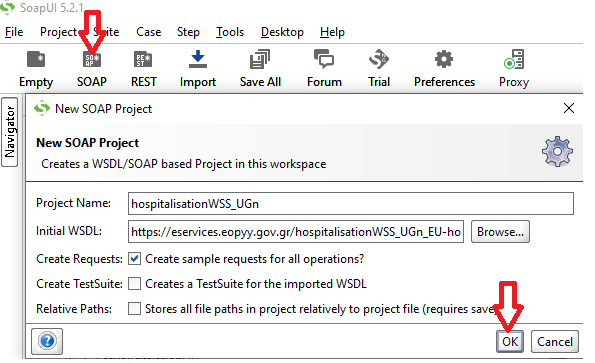 SoapUI 5.2.1
File Project Suite Case Step Tools Desktop Help
Empty SOAP REST Import Save All Forum Trial Preferences Proxy
Navigator
New SOAP Project
New SOAP Project
Creates a WSDL/SOAP based Project in this workspace
Project Name: hospitalisationWSS_UGn
Initial WSDL: https://eservices.eopyy.gov.gr/hospitalisationWSS_UGn_EU-ho Browse...
Create Requests: Create sample requests for all operations?
Create TestSuite: Creates a TestSuite for the imported WSDL
Relative Paths: Stores all file paths in project relatively to project file (requires save)
OK Cancel